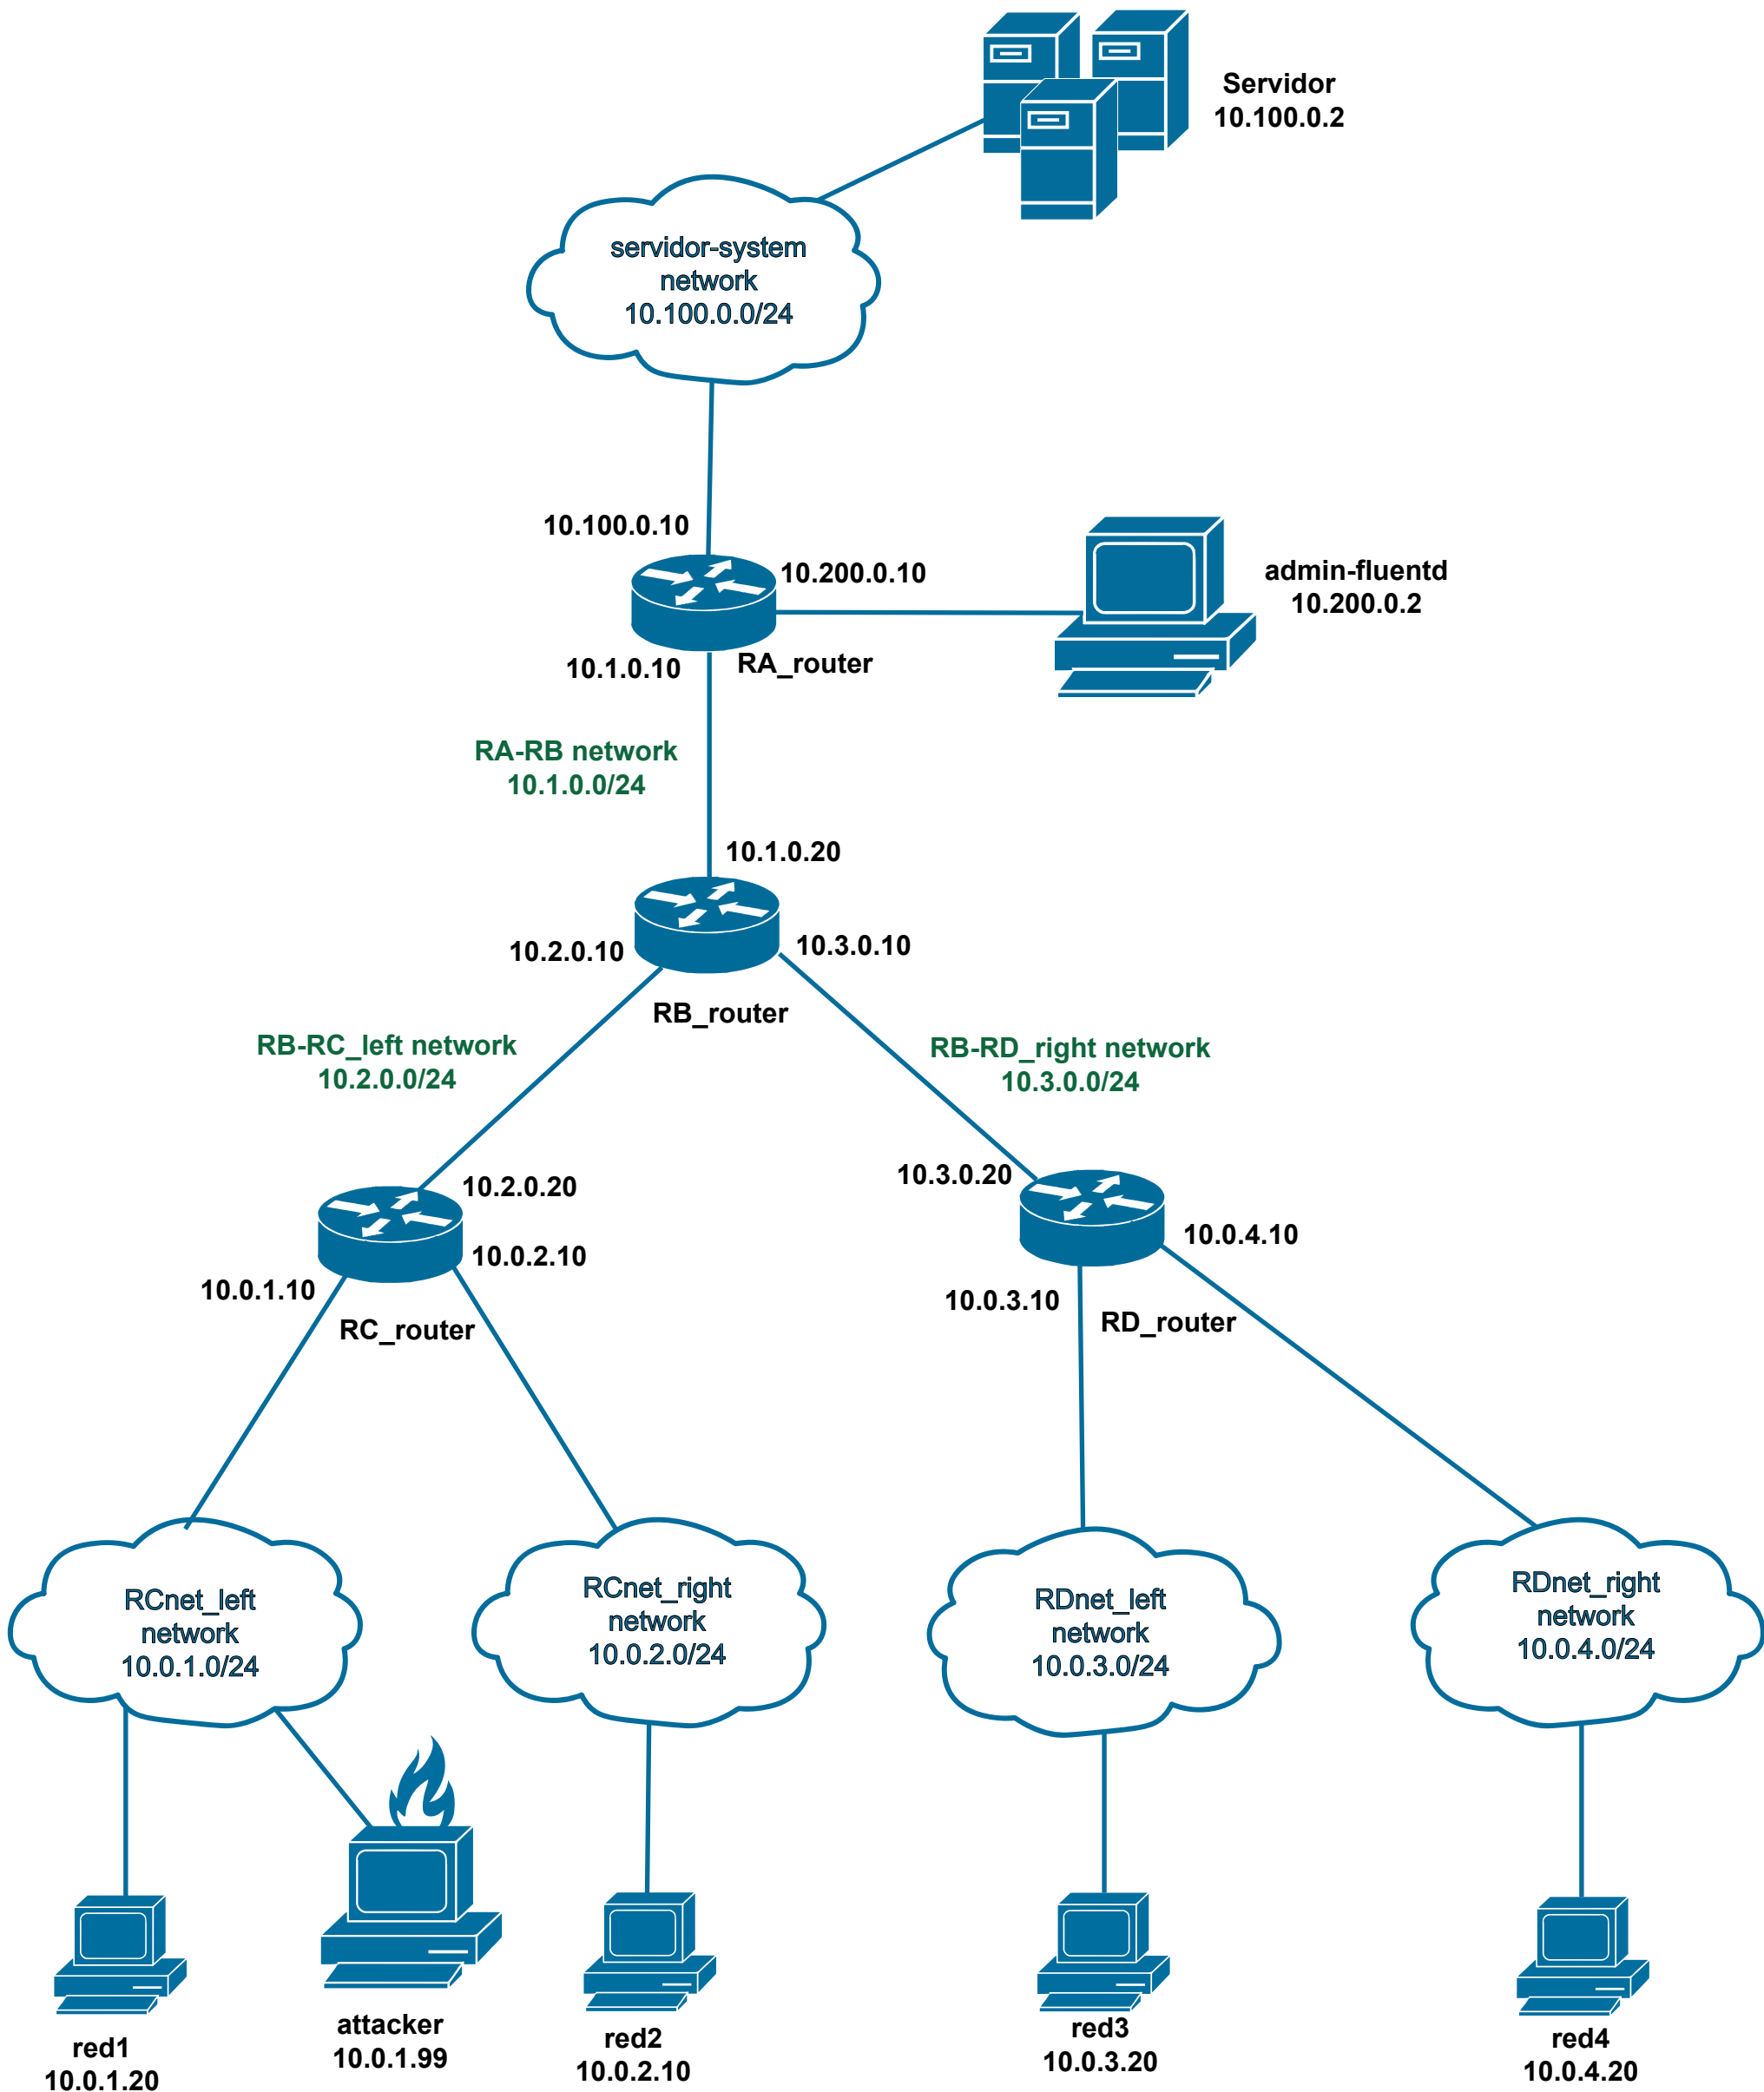 Servidor
10.100.0.2
servidor-system
network
10.100.0.0/24
10.100.0.10
10.200.0.10
admin-fluentd
10.200.0.2
10.1.0.10
RA_router
RA-RB network
10.1.0.0/24
10.1.0.20
10.2.0.10
10.3.0.10
RB_router
RB-RC_left network
10.2.0.0/24
RB-RD_right network
10.3.0.0/24
10.2.0.20
10.0.2.10
10.0.1.10
RC_router
10.3.0.20
10.0.4.10
10.0.3.10
RD_router
RCnet_left
network
10.0.1.0/24
RCnet_right
network
10.0.2.0/24
RDnet_left
network
10.0.3.0/24
RDnet_right
network
10.0.4.0/24
red1
10.0.1.20
attacker
10.0.1.99
red2
10.0.2.10
red3
10.0.3.20
red4
10.0.4.20